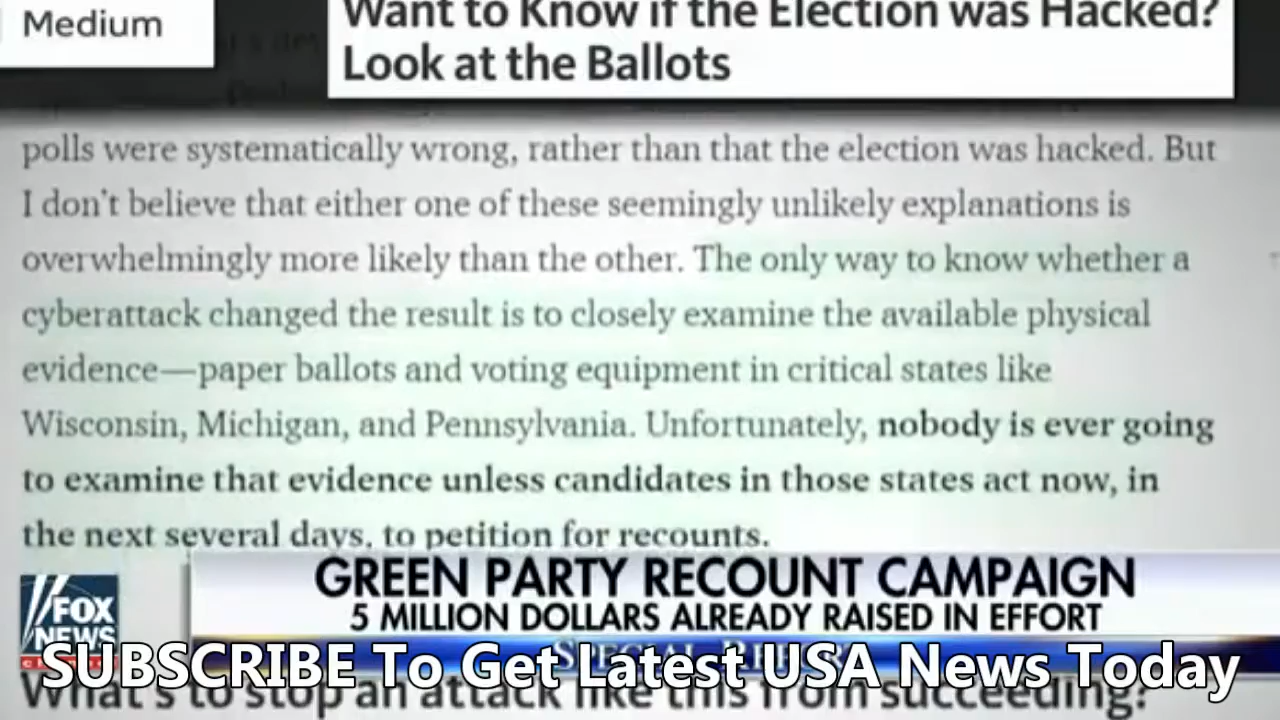 Medium
Want to Know if the Election was Hacked?
Look at the Ballots
polls were systematically wrong, rather than that the election was hacked. But
I don't believe that either one of these seemingly unlikely explanations is
overwhelmingly more likely than the other. The only way to know whether a
cyberattack changed the result is to closely examine the available physical
evidence—paper ballots and voting equipment in critical states like
Wisconsin, Michigan, and Pennsylvania. Unfortunately, nobody is ever going
to examine that evidence unless candidates in those states act now, in
the next several days, to petition for recounts.
GREEN PARTY RECOUNT CAMPAIGN
5 MILLION DOLLARS ALREADY RAISED IN EFFORT
FOX
NEWS
SPECIAL REPORT
SUBSCRIBE To Get Latest USA News Today
What's to stop an attack like this from succeeding?